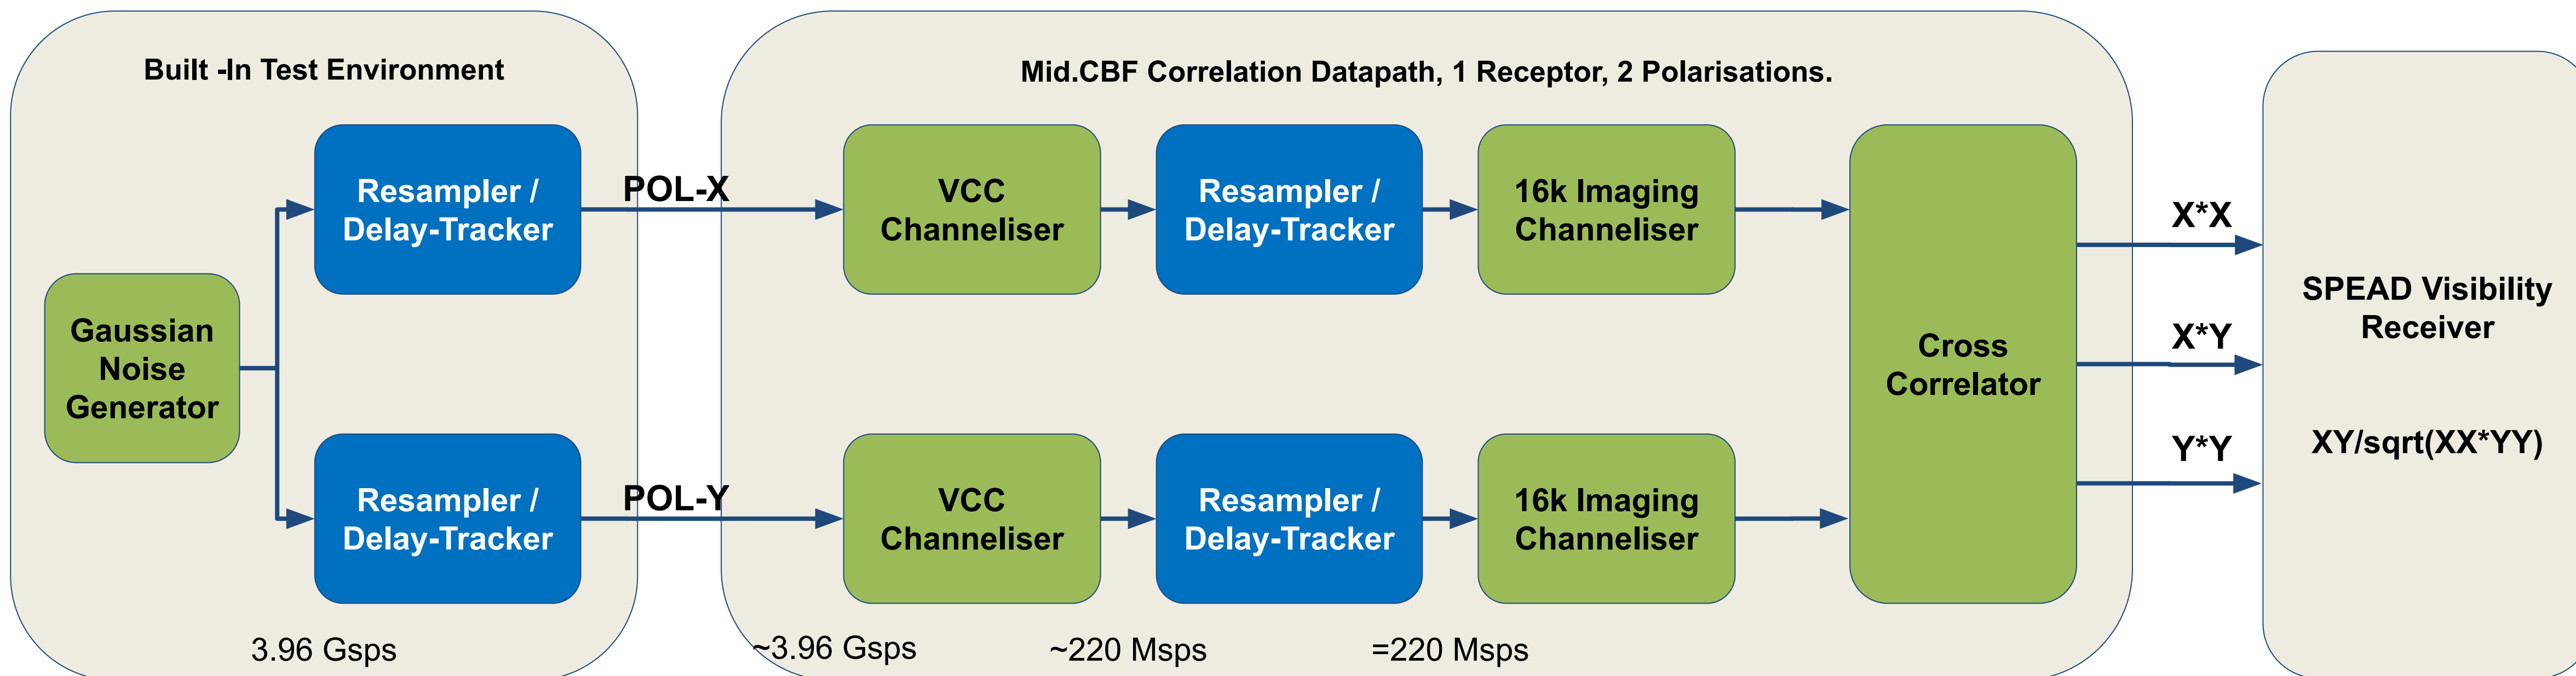 Built -In Test Environment
Mid.CBF Correlation Datapath, 1 Receptor, 2 Polarisations.
Gaussian
Noise
Generator
Resampler /
Delay-Tracker
POL-X
VCC
Channeliser
Resampler /
Delay-Tracker
16k Imaging
Channeliser
Resampler /
Delay-Tracker
POL-Y
VCC
Channeliser
Resampler /
Delay-Tracker
16k Imaging
Channeliser
Cross
Correlator
X*X
X*Y
Y*Y
SPEAD Visibility
Receiver
XY/sqrt(XX*YY)
3.96 Gsps
~3.96 Gsps
~220 Msps
=220 Msps